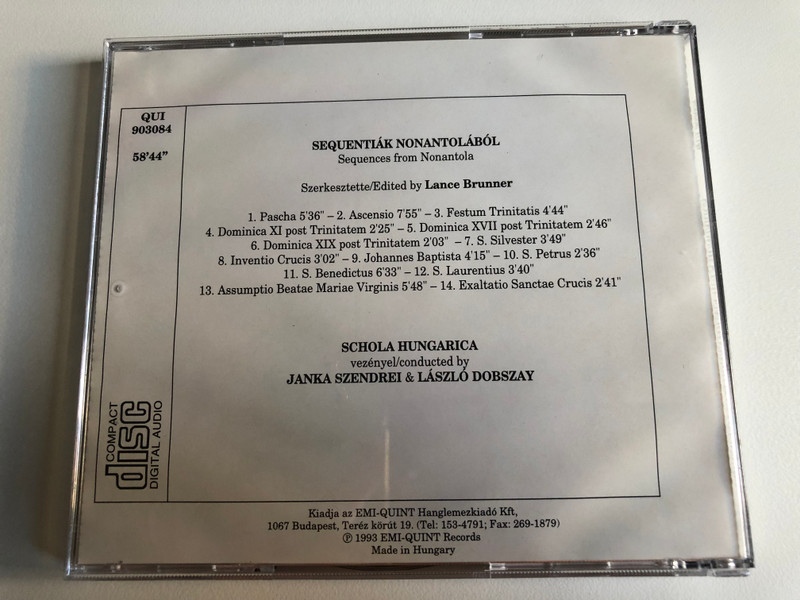 QUI
903084
58'44"
SEQUENTIÁK NONANTOLÁBÓL
Sequences from Nonantola
Szerkesztette/Edited by Lance Brunner
1. Pascha 5'36" – 2. Ascensio 7'55" – 3. Festum Trinitatis 4'44"
4. Dominica XI post Trinitatem 2'25" – 5. Dominica XVII post Trinitatem 2'46"
6. Dominica XIX post Trinitatem 2'03" – 7. S. Silvester 3'49"
8. Inventio Crucis 3'02" – 9. Johannes Baptista 4'15" – 10. S. Petrus 2'36"
11. S. Benedictus 6'33" – 12. S. Laurentius 3'40"
13. Assumptio Beatae Mariae Virginis 5'48" – 14. Exaltatio Sanctae Crucis 2'41"
SCHOLA HUNGARICA
vezényel/conducted by
JANKA SZENDREI & LÁSZLÓ DOBSZAY
COMPACT
disc
DIGITAL AUDIO
Kiadja az EMI-QUINT Hanglemezkiadó Kft,
1067 Budapest, Teréz körút 19. (Tel: 153-4791; Fax: 269-1879)
℗ 1993 EMI-QUINT Records
Made in Hungary